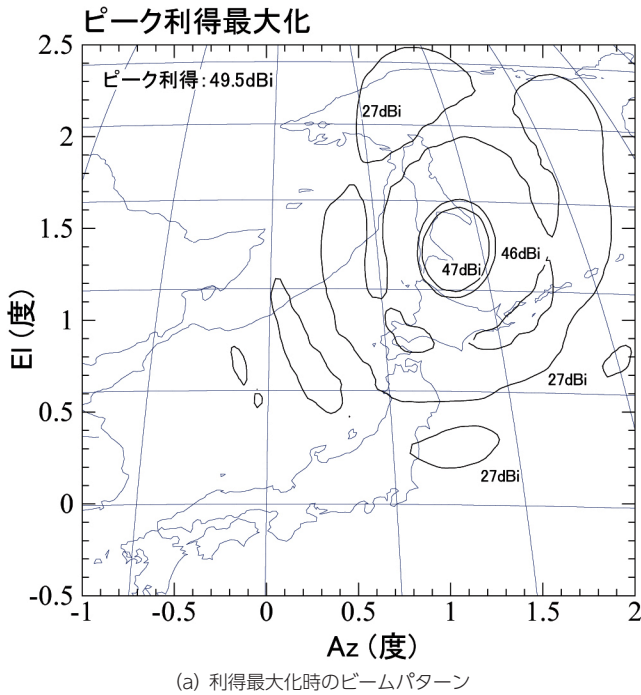 ピーク利得最大化
ピーク利得：49.5dBi
27dBi
46dBi
47dBi
27dBi
27dBi
2.5
2
1.5
1
0.5
0
-0.5
El (度)
-1 -0.5 0 0.5 1 1.5 2
Az (度)
(a) 利得最大化時のビームパターン